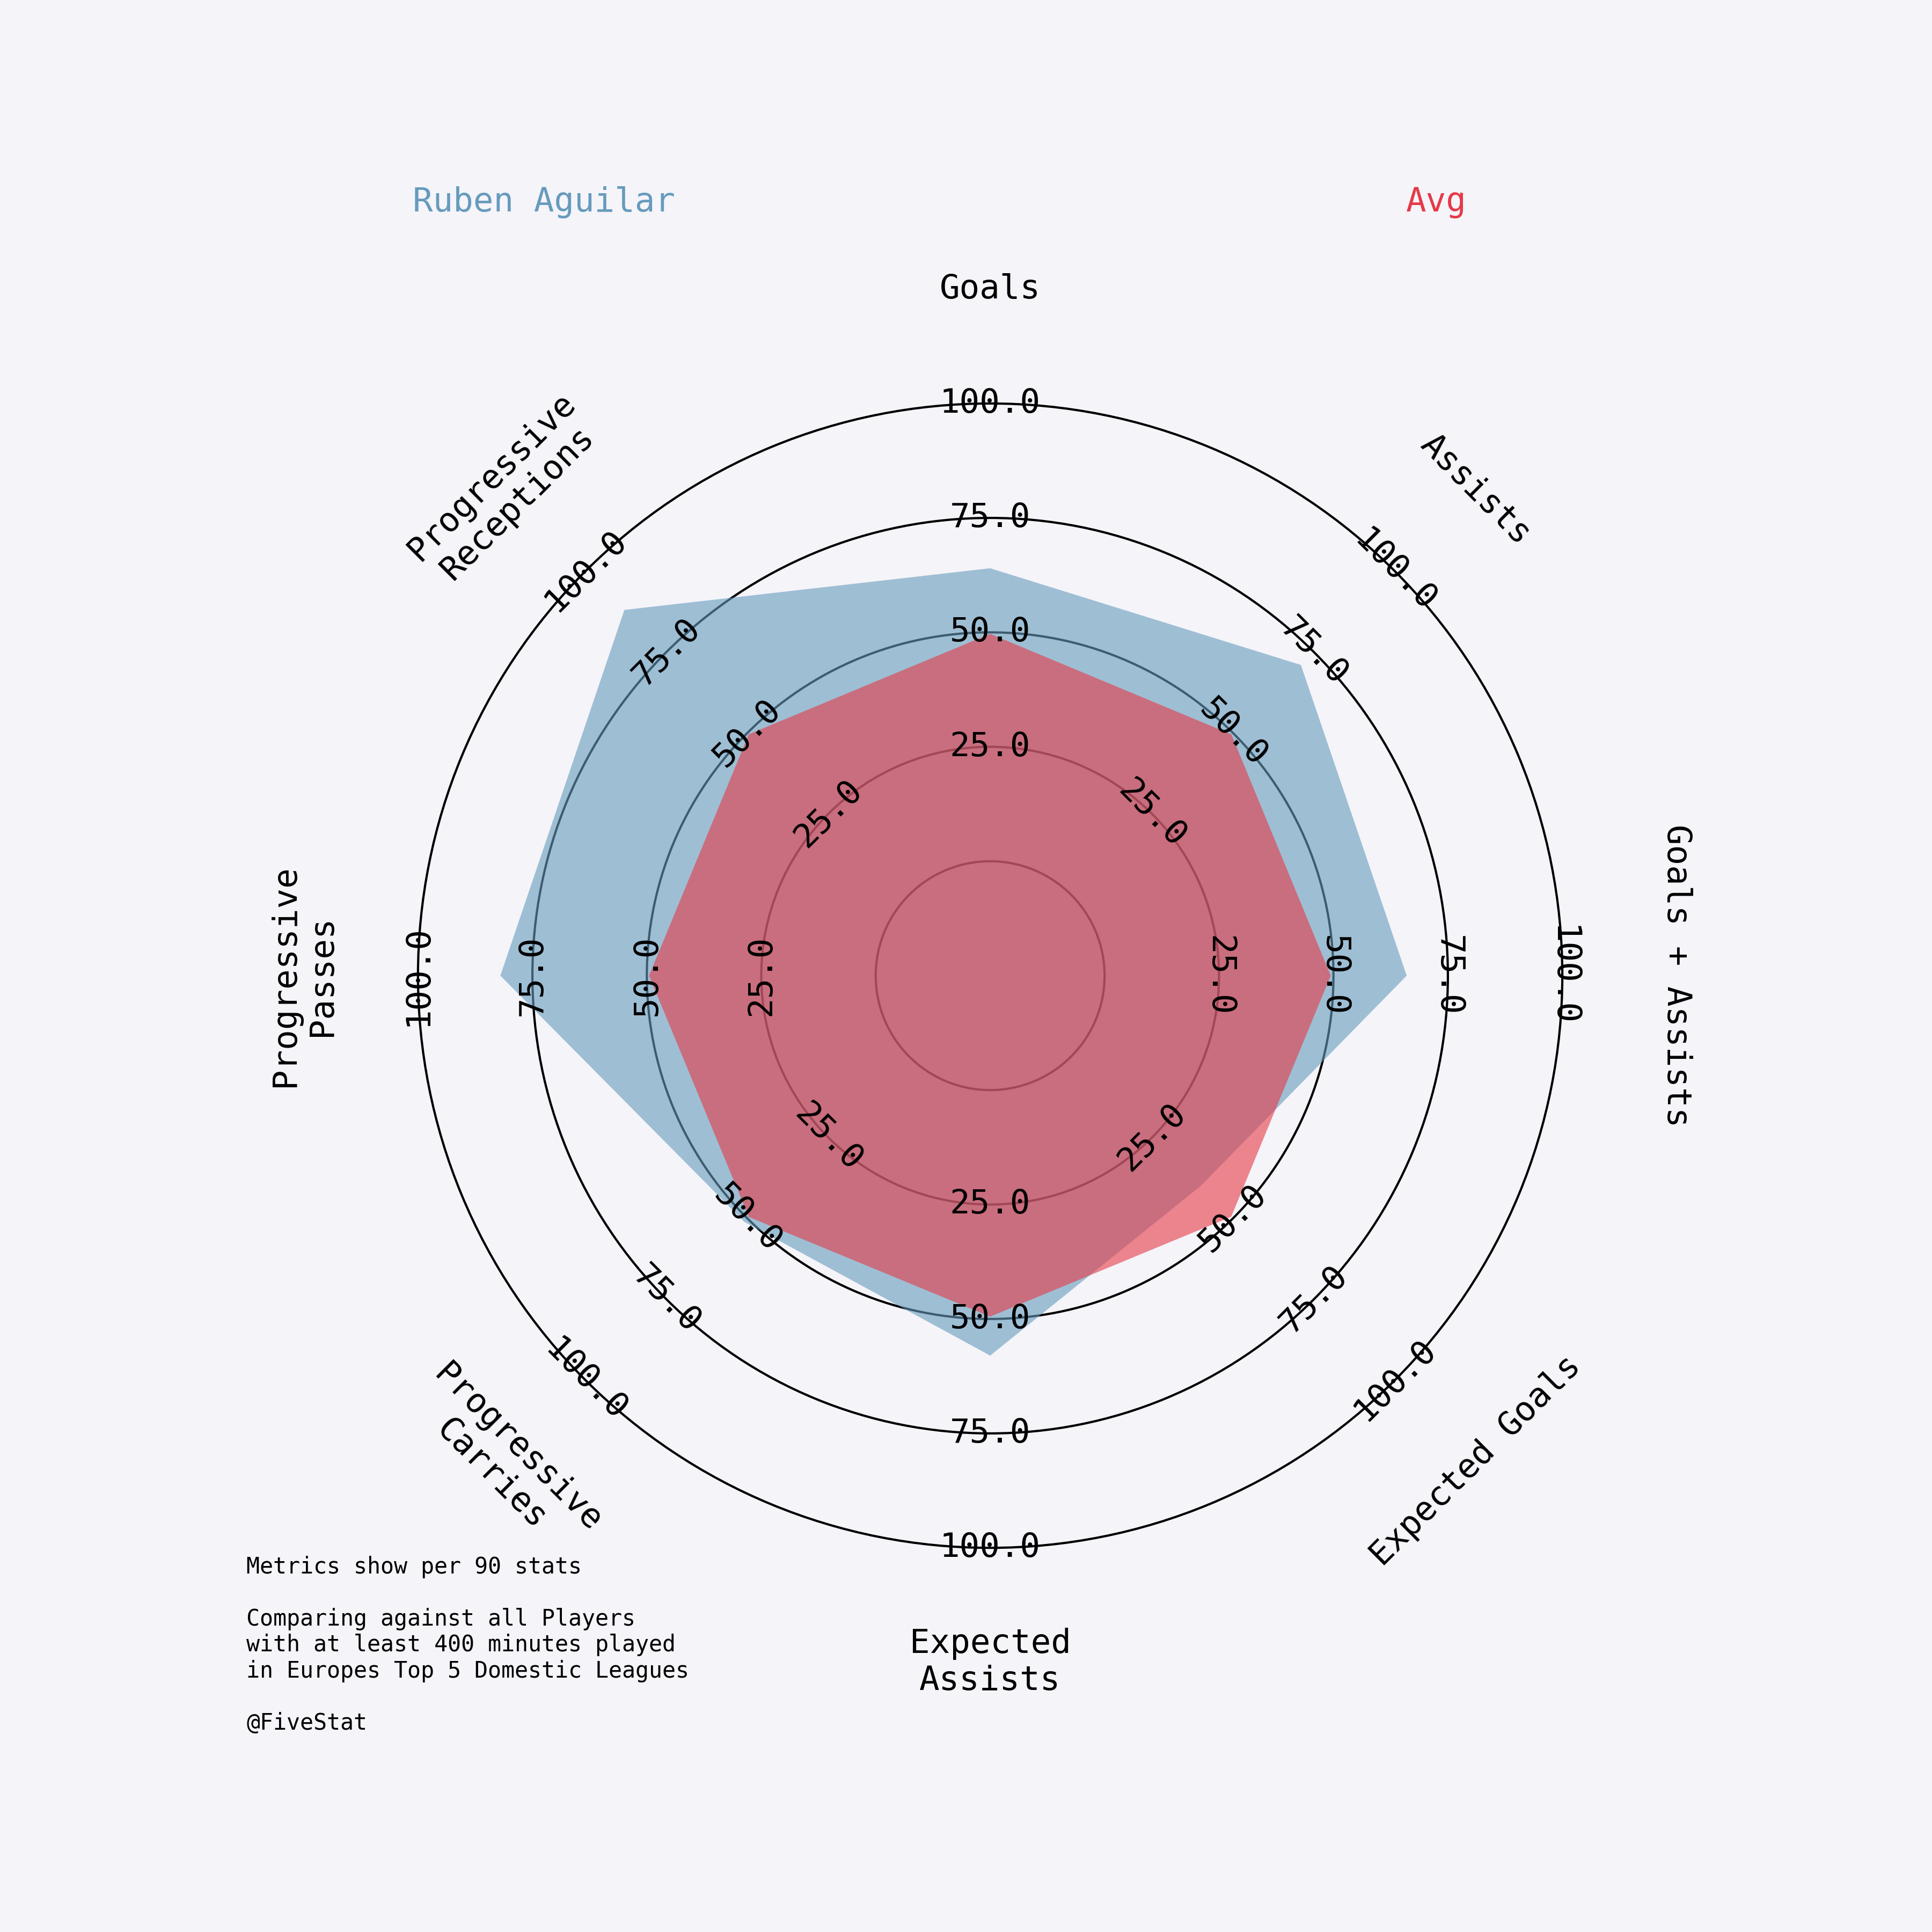 Ruben Aguilar
Avg
Goals
Assists
Goals + Assists
Expected Goals
Expected
Assists
Progressive
Carries
Progressive
Passes
Progressive
Receptions
25.0
50.0
75.0
100.0
25.0
50.0
75.0
100.0
25.0
50.0
75.0
100.0
25.0
50.0
75.0
100.0
25.0
50.0
75.0
100.0
25.0
50.0
75.0
100.0
25.0
50.0
75.0
100.0
25.0
50.0
75.0
100.0
Metrics show per 90 stats
Comparing against all Players
with at least 400 minutes played
in Europes Top 5 Domestic Leagues
@FiveStat